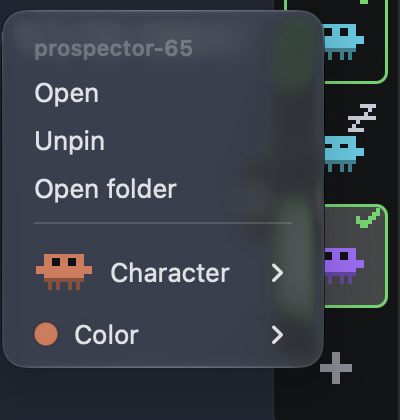 prospector-65
Open
Unpin
Open folder
Character
Color